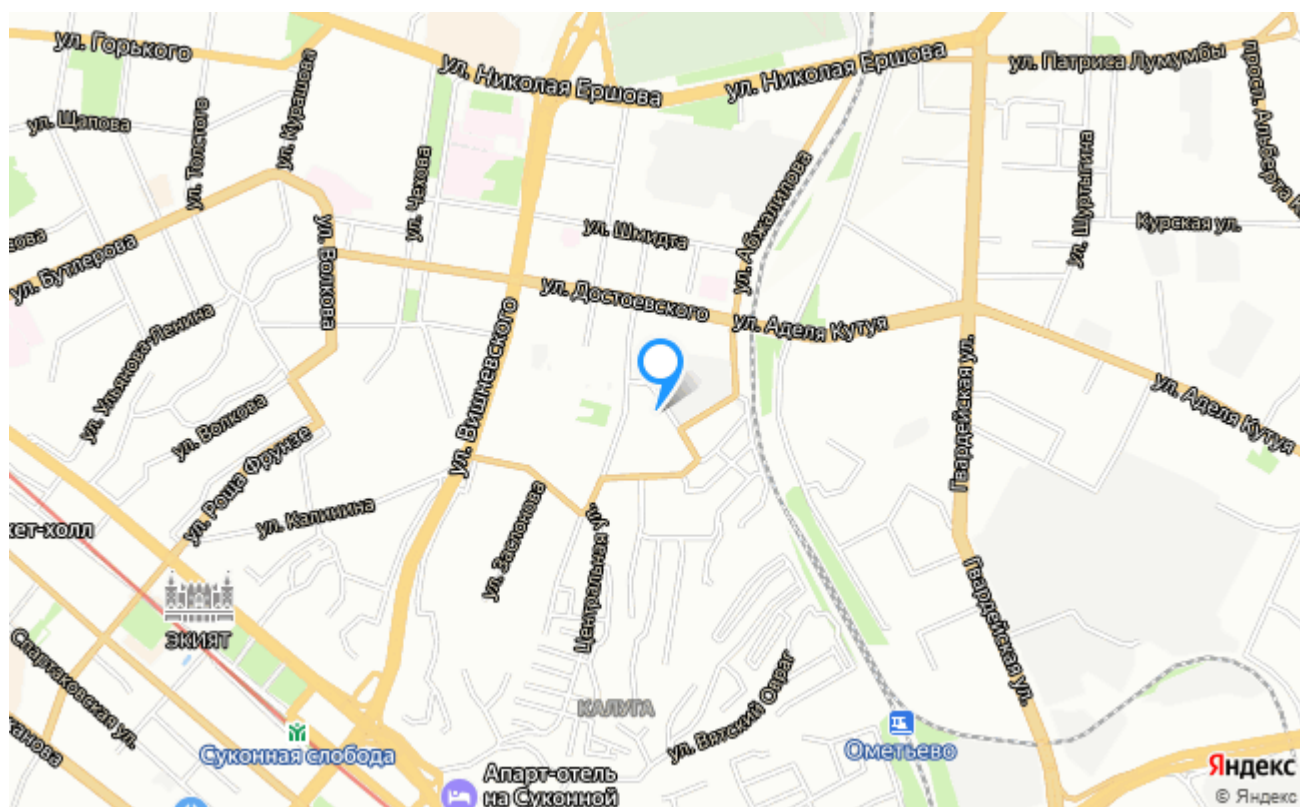 ул. Горького
ул. Николая Ершова
ул. Николая Ершова
ул. Патриса Лумумбы
просп. Альберта К
ул. Щапова
ул. Толстого
ул. Курашова
ул. Чехова
ул. Шмидта
ул. Абжалилова
ул. Шуртыгина
Курская ул.
ул. Бутлерова
ул. Волкова
ул. Достоевского
ул. Аделя Кутуя
ул. Ульянова-Ленина
ул. Вишневского
Гвардейская ул.
ул. Аделя Кутуя
ул. Волкова
ул. Роща Фрунзе
ул. Калинина
ул. Заслонова
Центральная ул.
кет-холл
ЭКИЯТ
Спартаковская ул.
КАЛУГА
ул. Вятский Овраг
Гвардейская ул.
Суконная слобода
Ометьево
Апарт-отель
на Суконной
Яндекс
© Яндекс